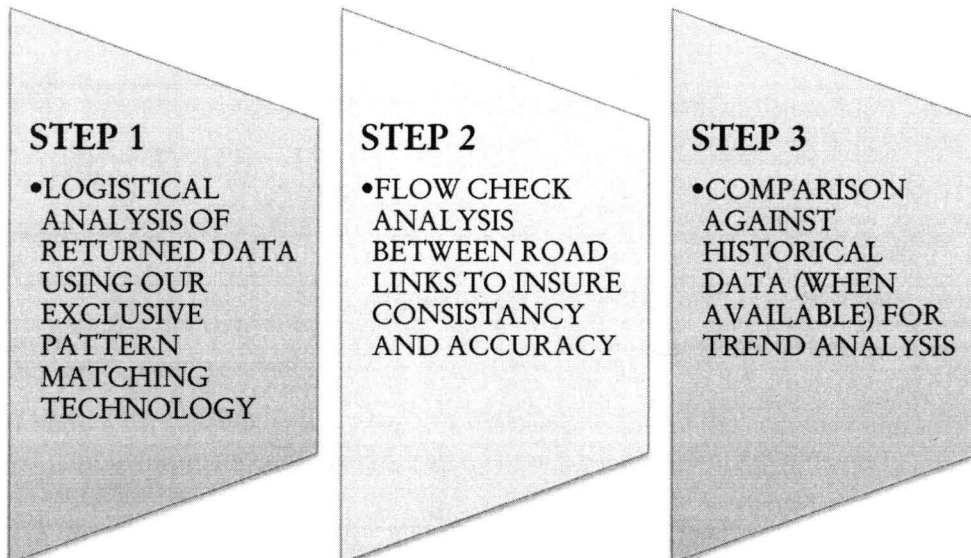 STEP 1
•LOGISTICAL
ANALYSIS OF
RETURNED DATA
USING OUR
EXCLUSIVE
PATTERN
MATCHING
TECHNOLOGY
STEP 2
•FLOW CHECK
ANALYSIS
BETWEEN ROAD
LINKS TO INSURE
CONSISTANCY
AND ACCURACY
STEP 3
•COMPARISON
AGAINST
HISTORICAL
DATA (WHEN
AVAILABLE) FOR
TREND ANALYSIS